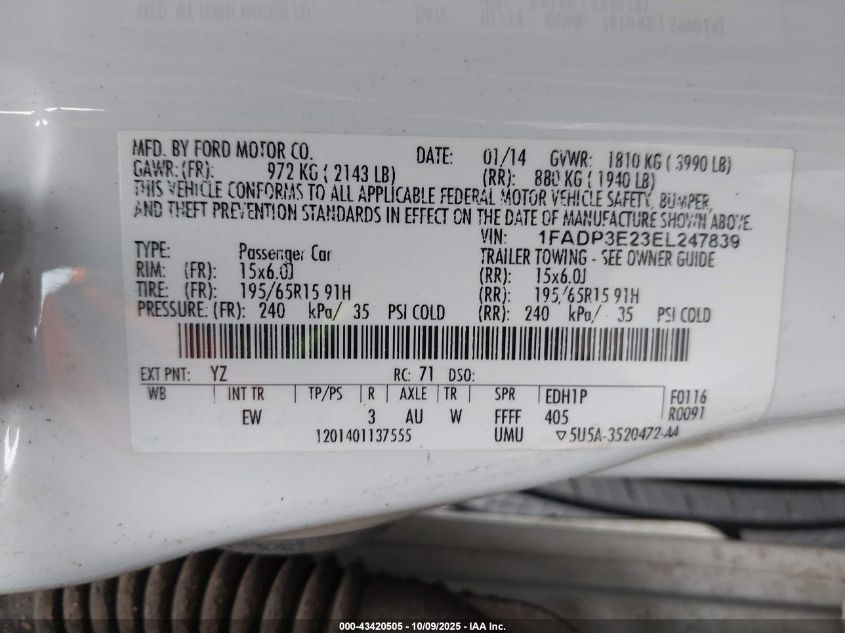 MFD. BY FORD MOTOR CO.
DATE: 01/14 GVWR: 1810 KG ( 3990 LB)
GAWR:(FR): 972 KG ( 2143 LB) (RR): 880 KG ( 1940 LB)
THIS VEHICLE CONFORMS TO ALL APPLICABLE FEDERAL MOTOR VEHICLE SAFETY, BUMPER,
AND THEFT PREVENTION STANDARDS IN EFFECT ON THE DATE OF MANUFACTURE SHOWN ABOVE.
VIN: 1FADP3E23EL247839
TYPE: Passenger Car TRAILER TOWING - SEE OWNER GUIDE
RIM: (FR): 15x6.0J (RR): 15x6.0J
TIRE: (FR): 195/65R15 91H (RR): 195/65R15 91H
PRESSURE: (FR): 240 kPa/ 35 PSI COLD (RR): 240 kPa/ 35 PSI COLD
EXT PNT: YZ RC: 71 DSO:
WB INT TR TP/PS R AXLE TR SPR EDH1P F0116
EW 3 AU W FFFF 405 R0091
1201401137555 UMU ▽5U5A-3520472-AA
000-43420505 - 10/09/2025 - IAA Inc.